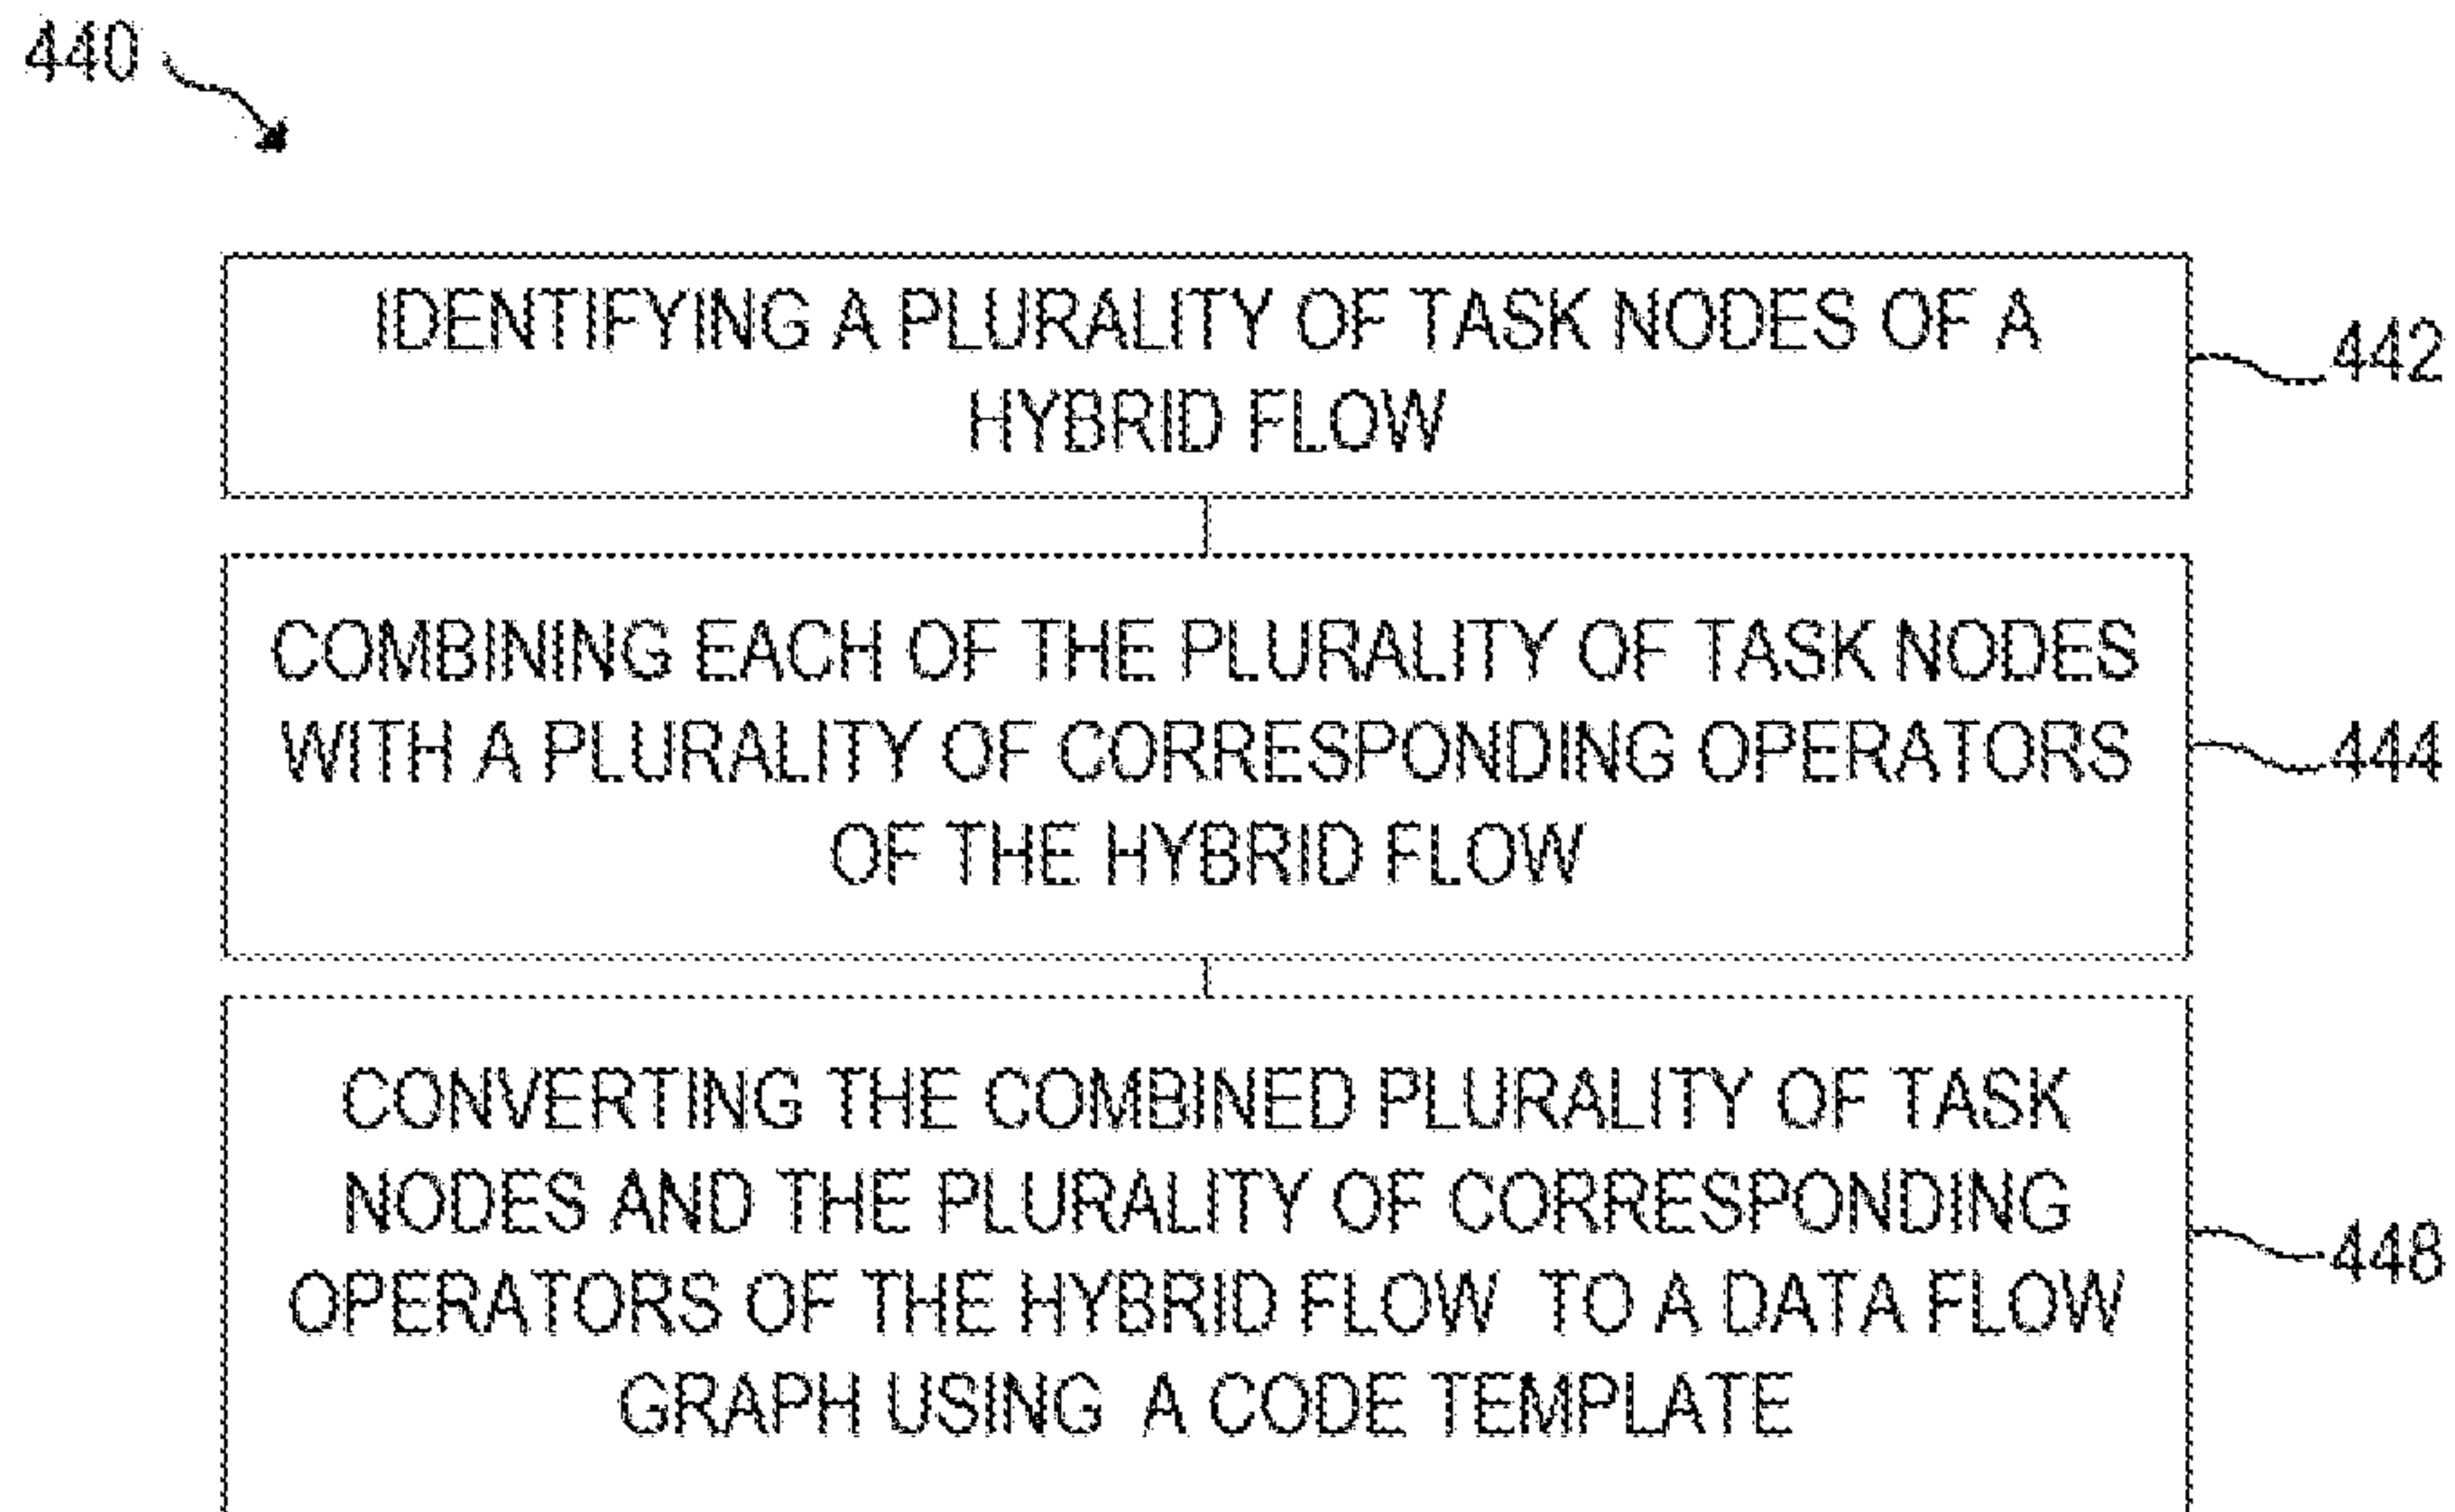 440
IDENTIFYING A PLURALITY OF TASK NODES OF A
HYBRID FLOW
442
COMBINING EACH OF THE PLURALITY OF TASK NODES
WITH A PLURALITY OF CORRESPONDING OPERATORS
OF THE HYBRID FLOW
444
CONVERTING THE COMBINED PLURALITY OF TASK
NODES AND THE PLURALITY OF CORRESPONDING
OPERATORS OF THE HYBRID FLOW TO A DATA FLOW
GRAPH USING A CODE TEMPLATE
448